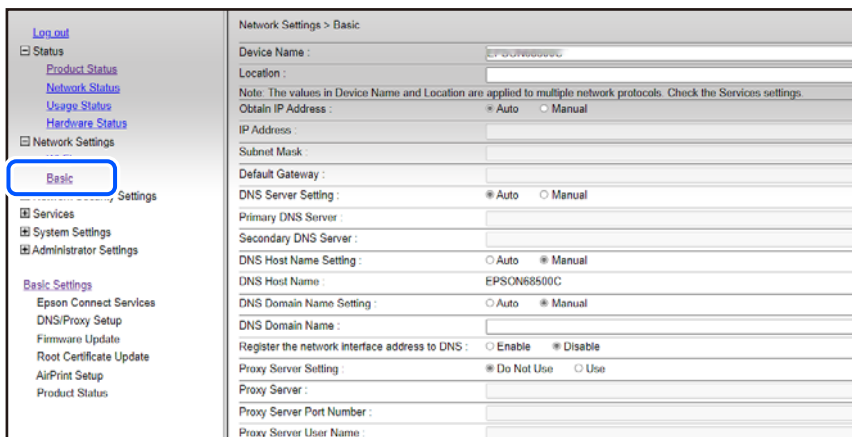 Log out
Status
Product Status
Network Status
Usage Status
Hardware Status
Network Settings
Basic
Settings
Services
System Settings
Administrator Settings
Basic Settings
Epson Connect Services
DNS/Proxy Setup
Firmware Update
Root Certificate Update
AirPrint Setup
Product Status
Network Settings > Basic
Device Name :
Location :
Note: The values in Device Name and Location are applied to multiple network protocols. Check the Services settings.
Obtain IP Address : Auto Manual
IP Address :
Subnet Mask :
Default Gateway :
DNS Server Setting : Auto Manual
Primary DNS Server :
Secondary DNS Server :
DNS Host Name Setting : Auto Manual
DNS Host Name : EPSON68500C
DNS Domain Name Setting : Auto Manual
DNS Domain Name :
Register the network interface address to DNS : Enable Disable
Proxy Server Setting : Do Not Use Use
Proxy Server :
Proxy Server Port Number :
Proxy Server User Name :